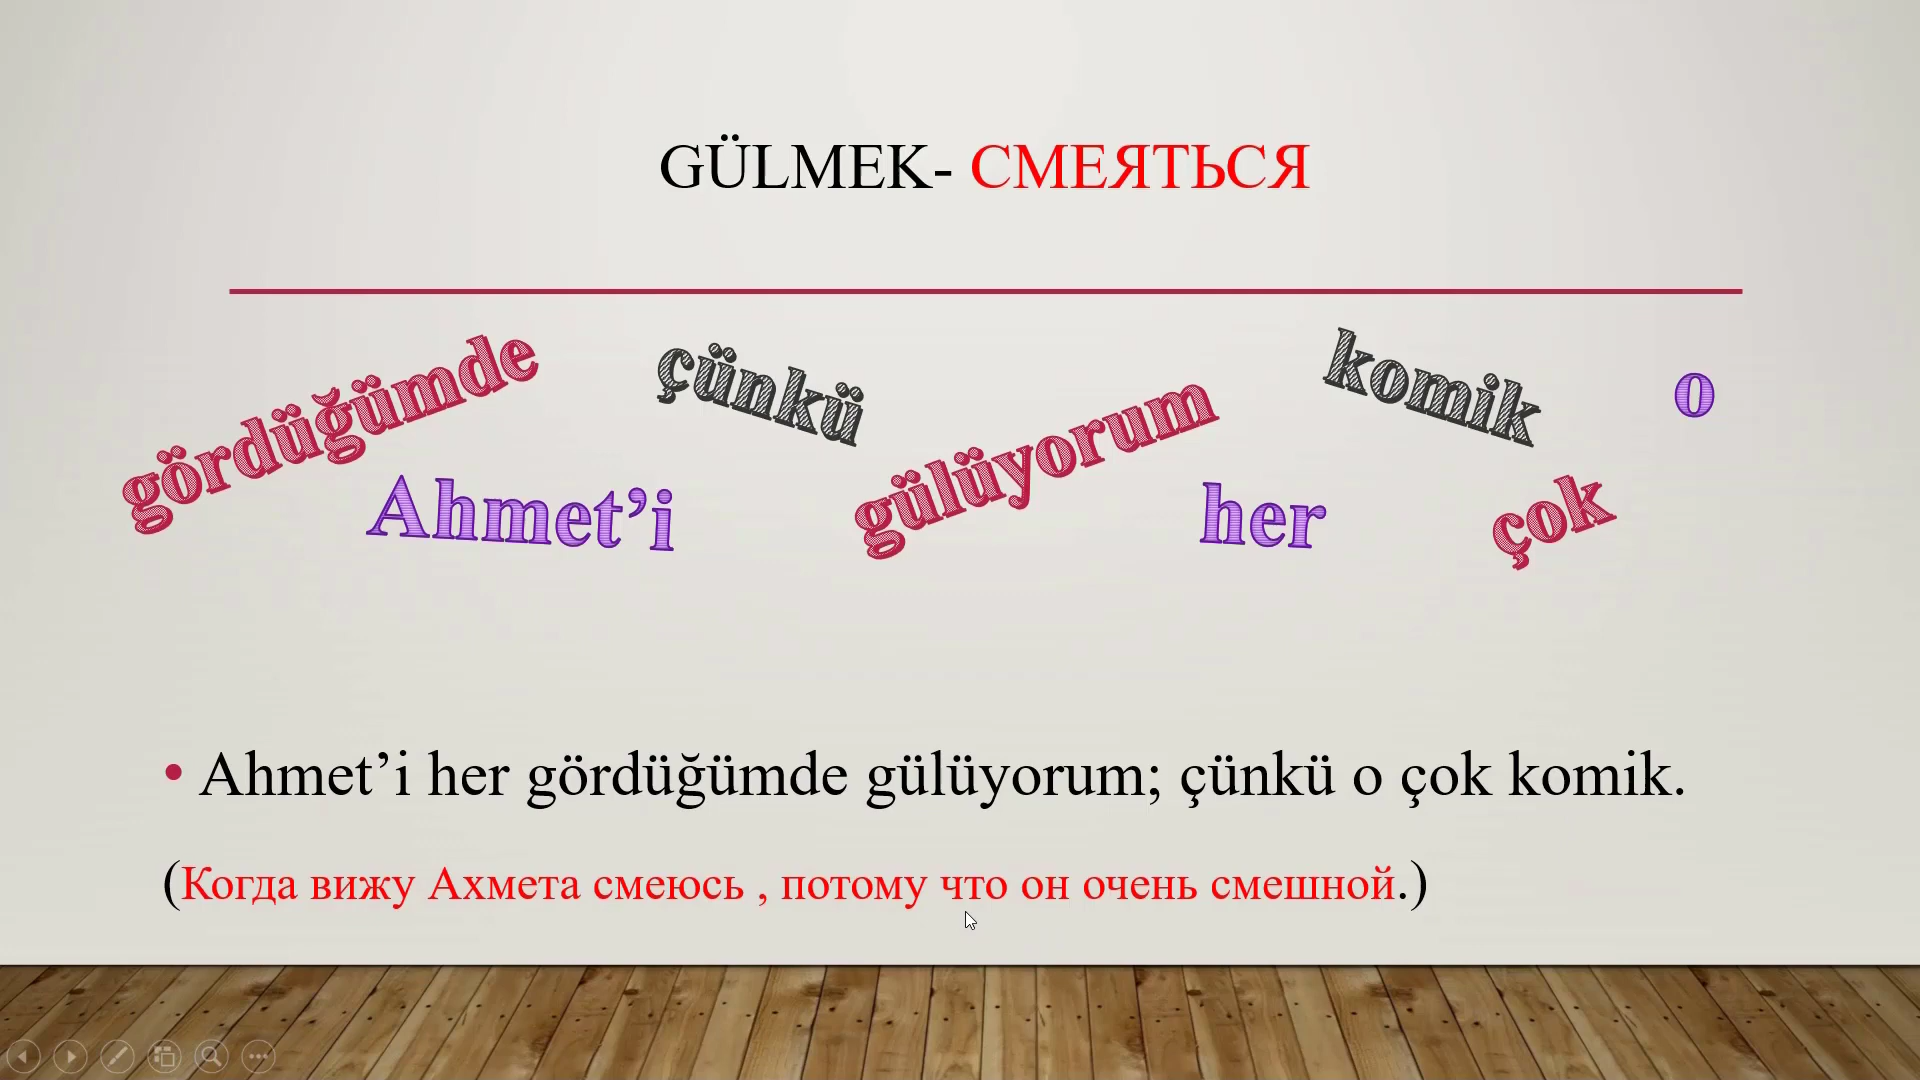 GÜLMEK- СМЕЯТЬСЯ
gördüğümde çünkü gülüyorum komik o
Ahmet’i her çok
• Ahmet’i her gördüğümde gülüyorum; çünkü o çok komik.
(Когда вижу Ахмета смеюсь , потому что он очень смешной.)